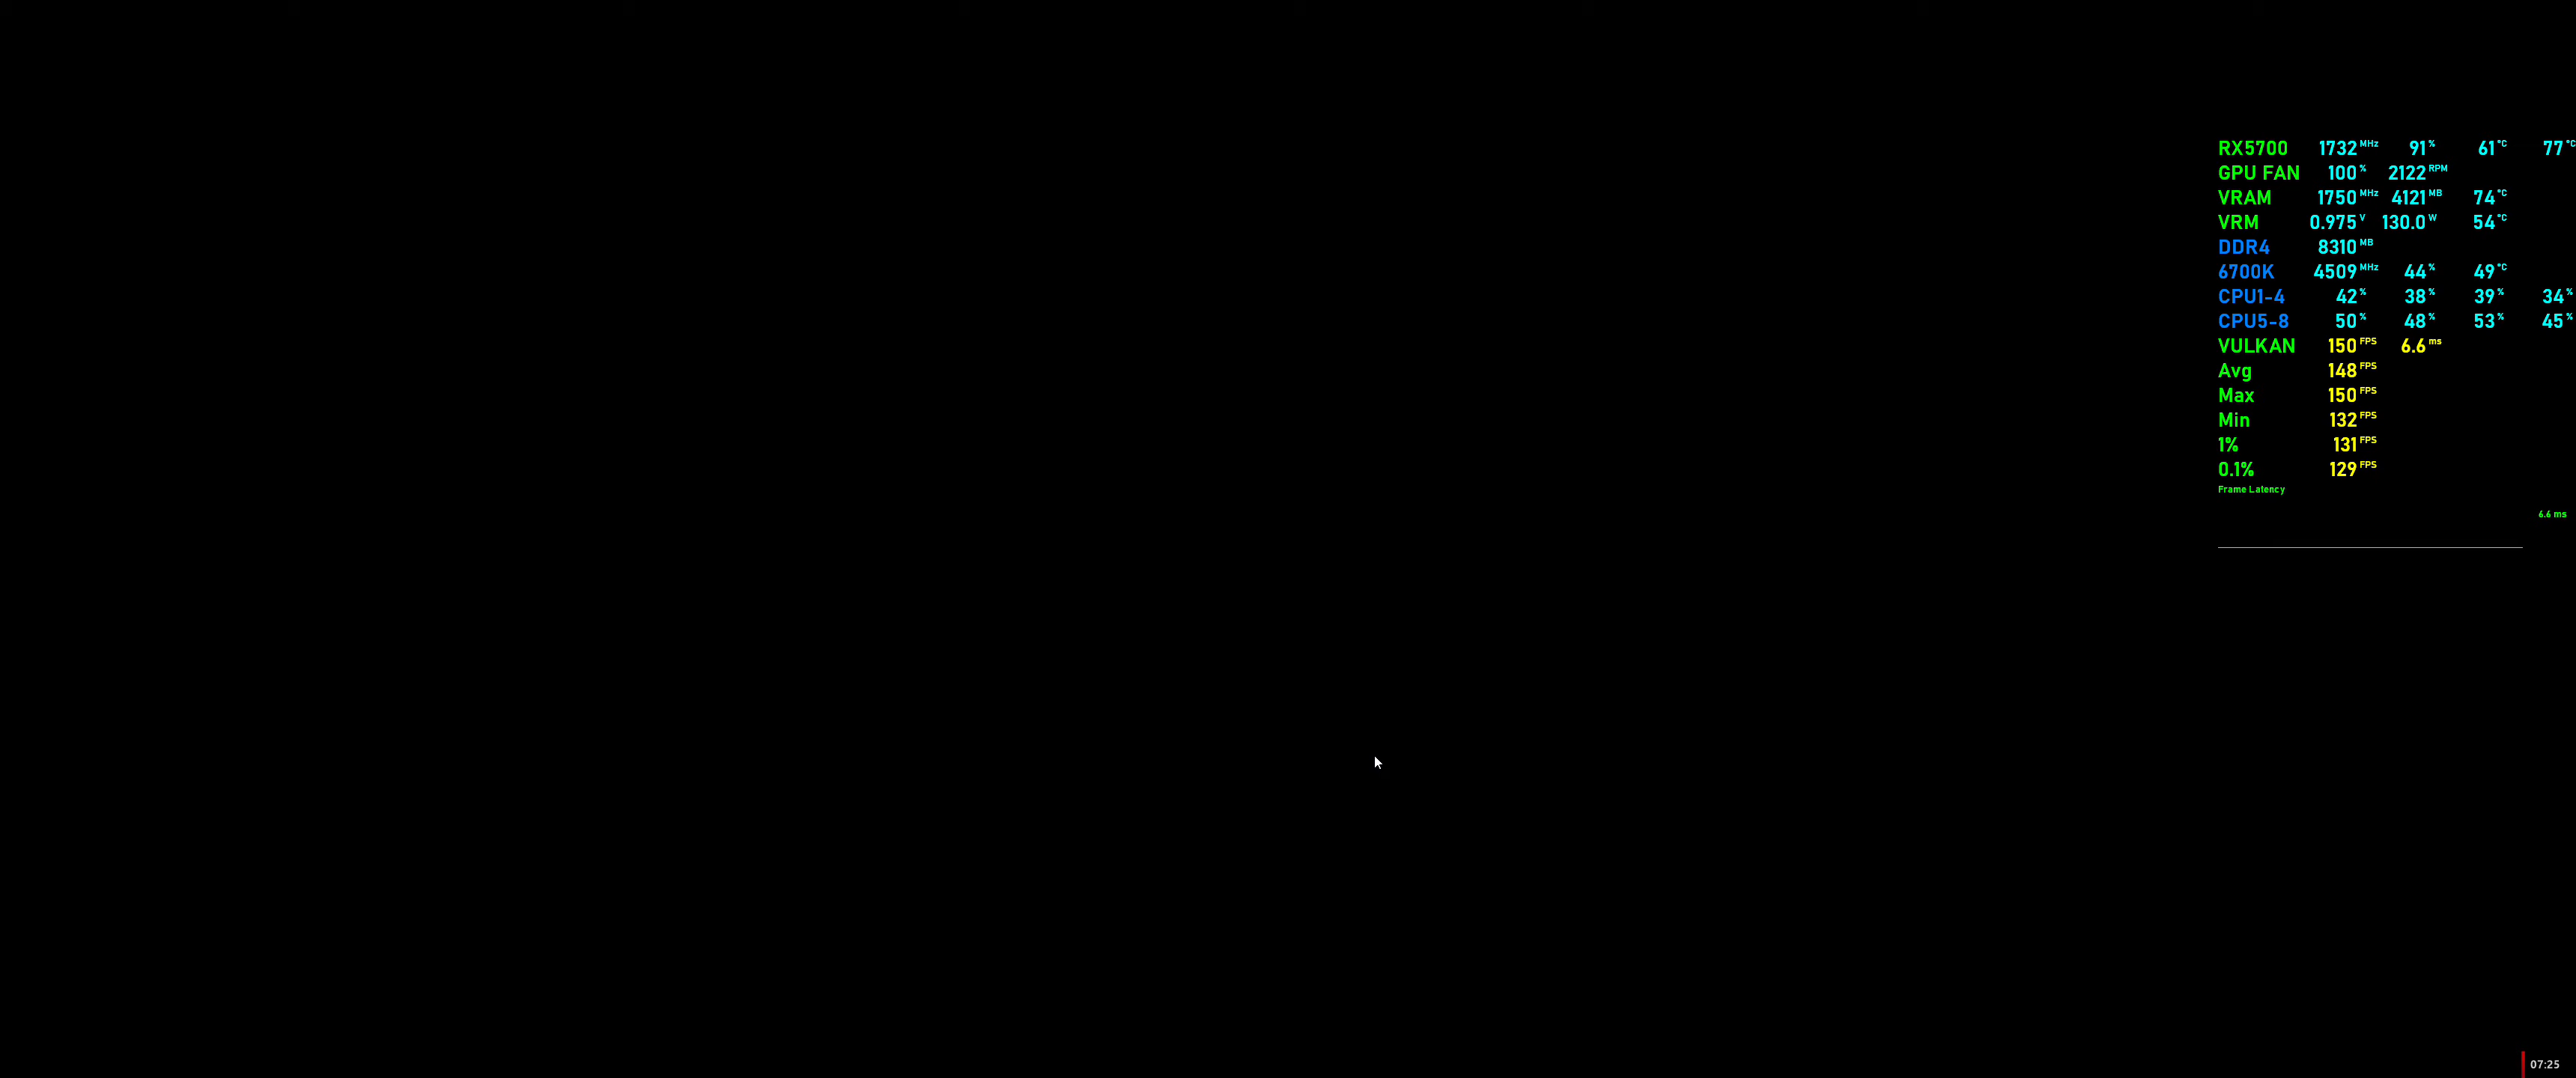 RX5700 1732 MHz 91 % 61 °C 77 °C
GPU FAN 100 % 2122 RPM
VRAM 1750 MHz 4121 MB 74 °C
VRM 0.975 V 130.0 W 54 °C
DDR4 8310 MB
6700K 4509 MHz 44 % 49 °C
CPU1-4 42 % 38 % 39 % 34 %
CPU5-8 50 % 48 % 53 % 45 %
VULKAN 150 FPS 6.6 ms
Avg 148 FPS
Max 150 FPS
Min 132 FPS
1% 131 FPS
0.1% 129 FPS
Frame Latency
6.6 ms
07:25